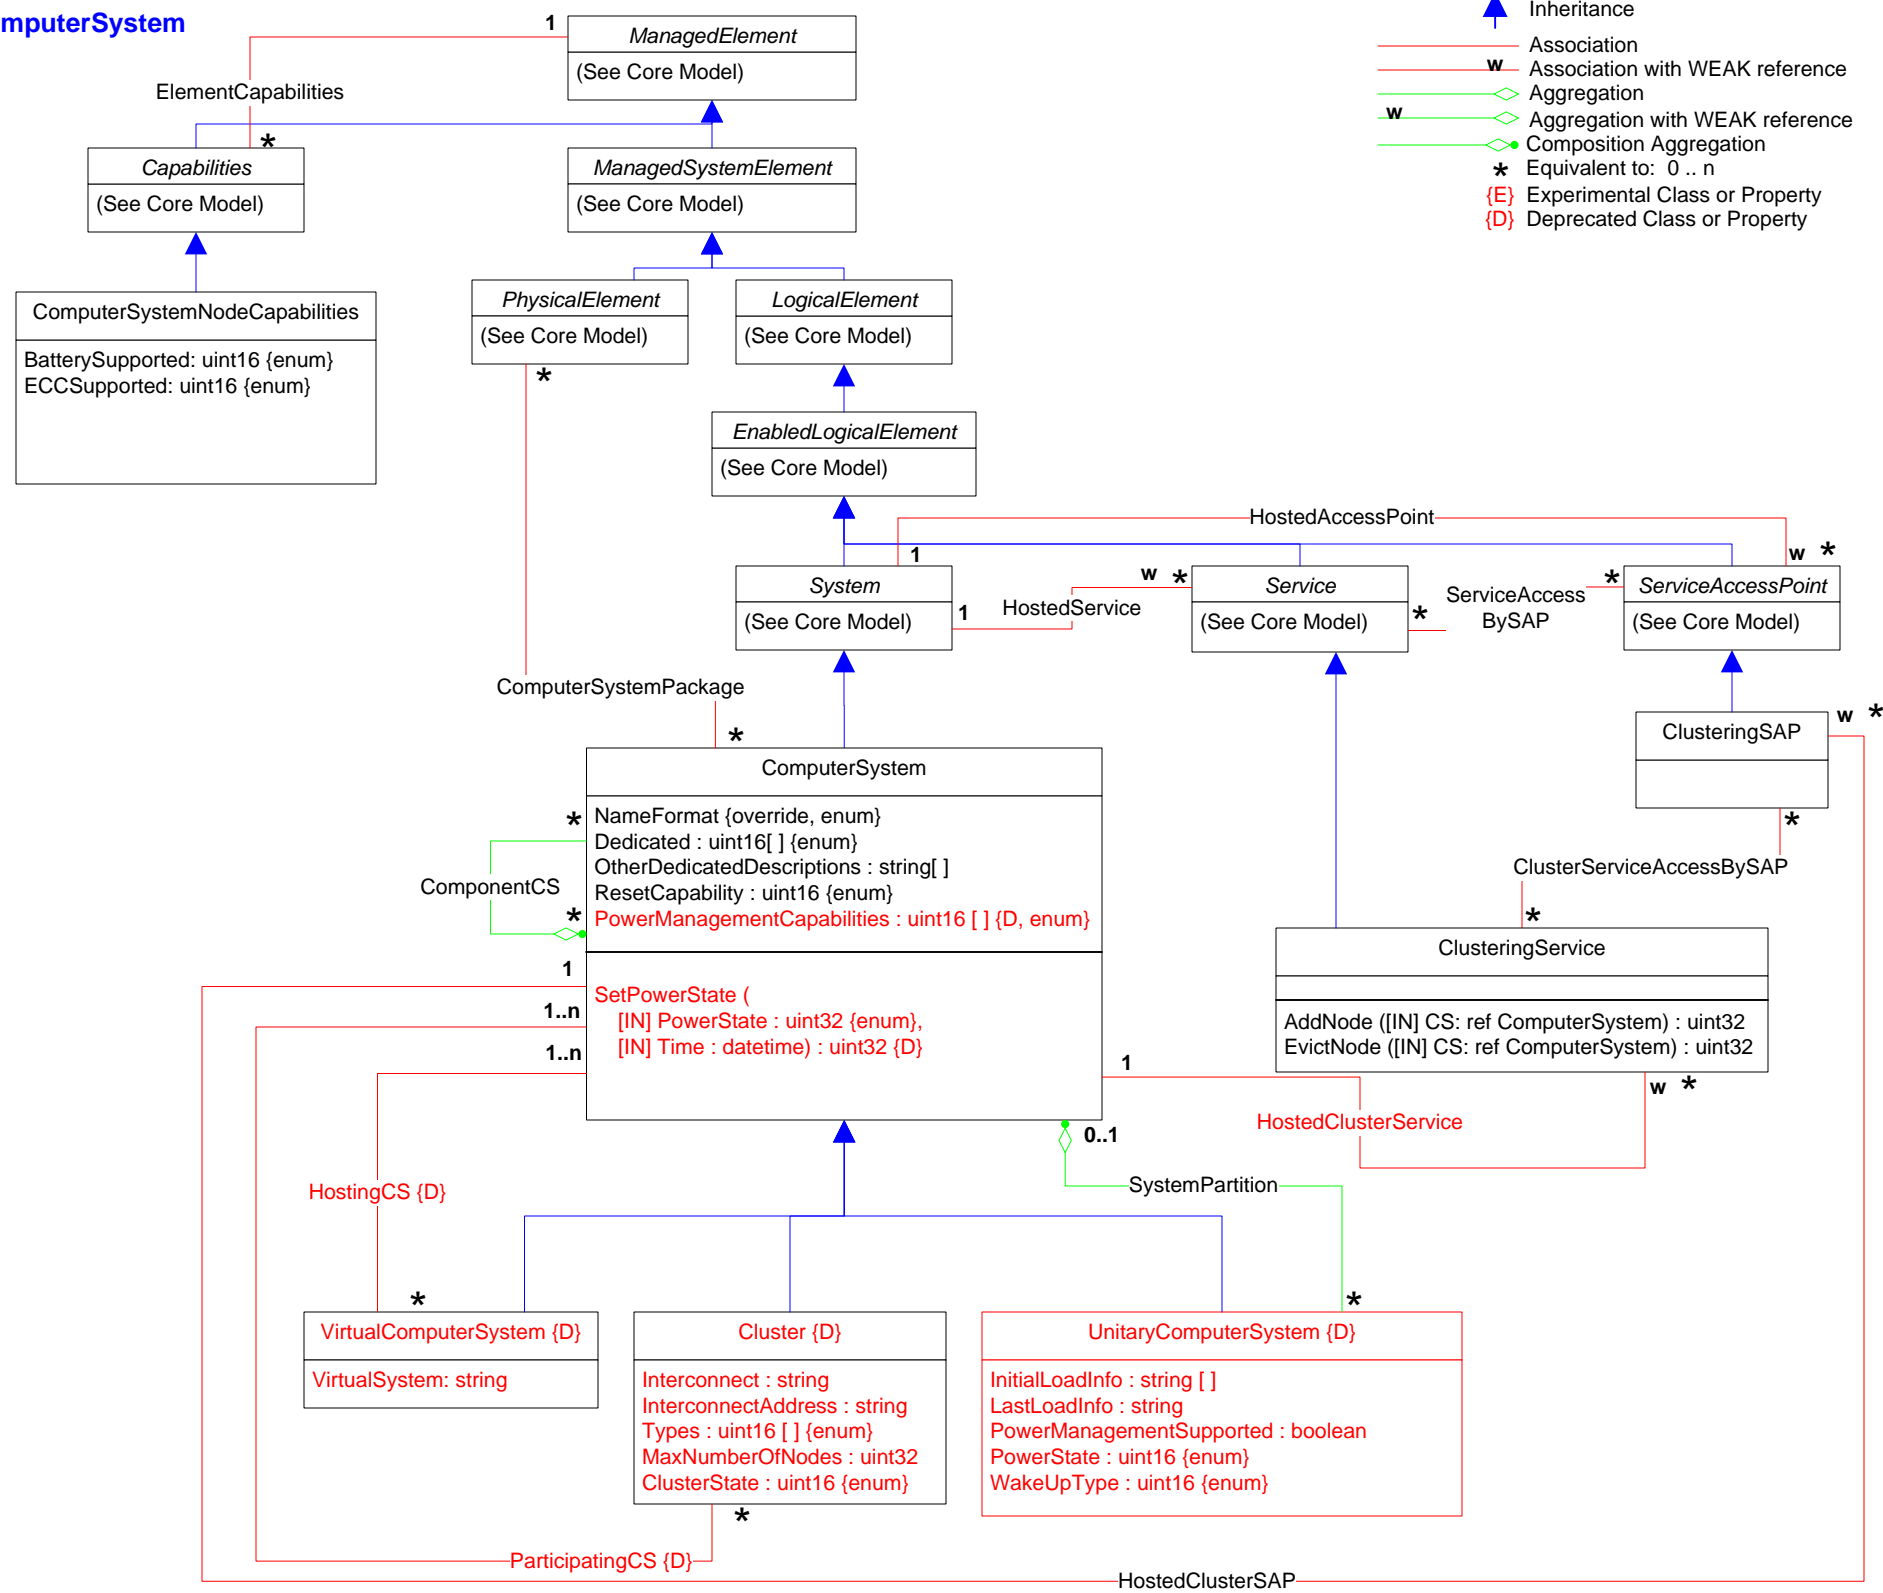 mputerSystem
1
ManagedElement
(See Core Model)
Inheritance
Association
w
Association with WEAK reference
Aggregation
w
Aggregation with WEAK reference
Composition Aggregation
* Equivalent to: 0 .. n
{E} Experimental Class or Property
{D} Deprecated Class or Property
ElementCapabilities
*
Capabilities
(See Core Model)
ManagedSystemElement
(See Core Model)
ComputerSystemNodeCapabilities
BatterySupported: uint16 {enum}
ECCSupported: uint16 {enum}
PhysicalElement
(See Core Model)
*
LogicalElement
(See Core Model)
EnabledLogicalElement
(See Core Model)
HostedAccessPoint
1
w *
System
(See Core Model)
1
HostedService
w *
Service
(See Core Model)
*
ServiceAccess
BySAP
*
ServiceAccessPoint
(See Core Model)
ComputerSystemPackage
*
ClusteringSAP
w *
*
ClusterServiceAccessBySAP
*
ComputerSystem
NameFormat {override, enum}
Dedicated : uint16[ ] {enum}
OtherDedicatedDescriptions : string[ ]
ResetCapability : uint16 {enum}
PowerManagementCapabilities : uint16 [ ] {D, enum}
SetPowerState (
[IN] PowerState : uint32 {enum},
[IN] Time : datetime) : uint32 {D}
*
ComponentCS
*
1
1..n
1..n
ClusteringService
AddNode ([IN] CS: ref ComputerSystem) : uint32
EvictNode ([IN] CS: ref ComputerSystem) : uint32
1
w *
HostedClusterService
0..1
SystemPartition
*
HostingCS {D}
*
VirtualComputerSystem {D}
VirtualSystem: string
Cluster {D}
Interconnect : string
InterconnectAddress : string
Types : uint16 [ ] {enum}
MaxNumberOfNodes : uint32
ClusterState : uint16 {enum}
*
UnitaryComputerSystem {D}
InitialLoadInfo : string [ ]
LastLoadInfo : string
PowerManagementSupported : boolean
PowerState : uint16 {enum}
WakeUpType : uint16 {enum}
ParticipatingCS {D}
HostedClusterSAP